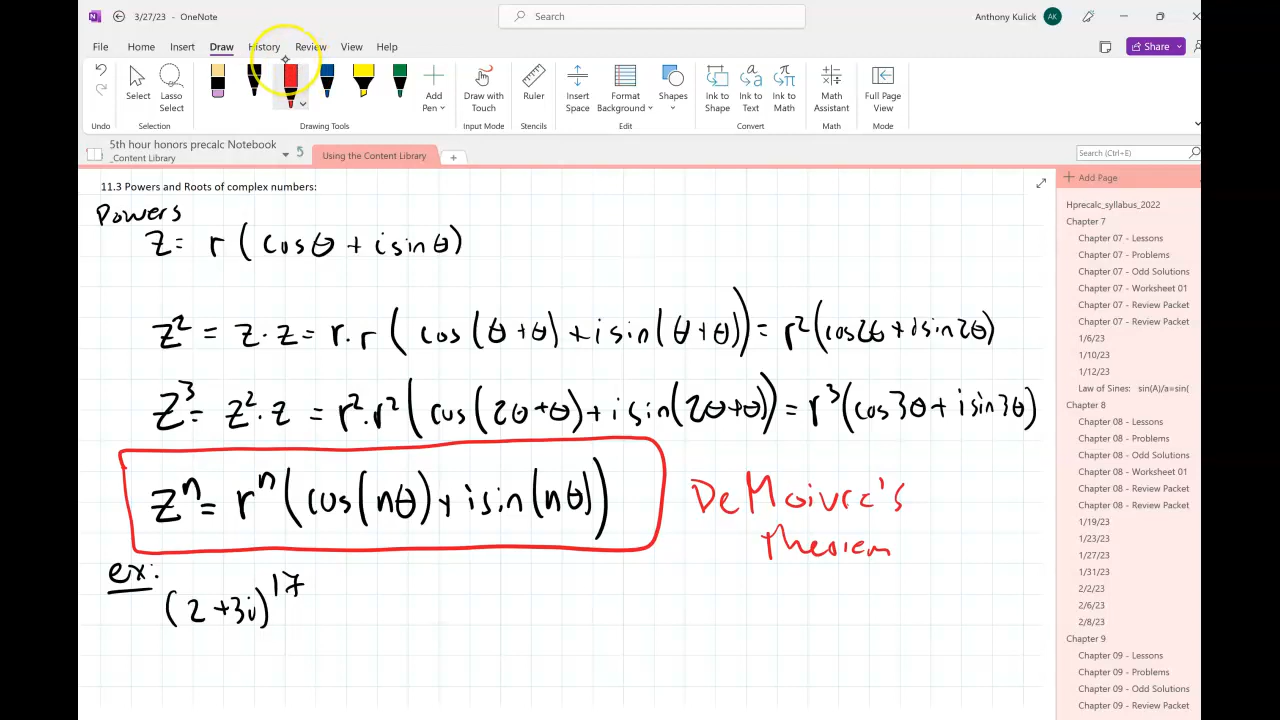 3/27/23 - OneNote
Search
Anthony Kulick
AK
File Home Insert Draw History Review View Help
Share
Select
Lasso Select
Add Pen
Draw with Touch
Ruler
Insert Space
Format Background
Shapes
Ink to Shape
Ink to Text
Ink to Math
Math Assistant
Full Page View
Undo
Selection
Drawing Tools
Input Mode
Stencils
Edit
Convert
Math
Mode
5th hour honors precalc Notebook
_Content Library
Using the Content Library
Search (Ctrl+E)
11.3 Powers and Roots of complex numbers:
Powers
z = r (cosθ + i sinθ)
z² = z · z = r · r (cos(θ+θ) + i sin(θ+θ)) = r²(cos2θ + i sin2θ)
z³ = z² · z = r² · r² (cos(2θ+θ) + i sin(2θ+θ)) = r³(cos3θ + i sin3θ)
zⁿ = rⁿ (cos(nθ) + i sin(nθ))
DeMoivre's
theorem
ex:
(2 + 3i)¹⁷
Add Page
Hprecalc_syllabus_2022
Chapter 7
Chapter 07 - Lessons
Chapter 07 - Problems
Chapter 07 - Odd Solutions
Chapter 07 - Worksheet 01
Chapter 07 - Review Packet
Chapter 07 - Review Packet
1/6/23
1/10/23
1/12/23
Law of Sines: sin(A)/a=sin(
Chapter 8
Chapter 08 - Lessons
Chapter 08 - Problems
Chapter 08 - Odd Solutions
Chapter 08 - Worksheet 01
Chapter 08 - Review Packet
Chapter 08 - Review Packet
1/19/23
1/23/23
1/27/23
1/31/23
2/2/23
2/6/23
2/8/23
Chapter 9
Chapter 09 - Lessons
Chapter 09 - Problems
Chapter 09 - Odd Solutions
Chapter 09 - Review Packet